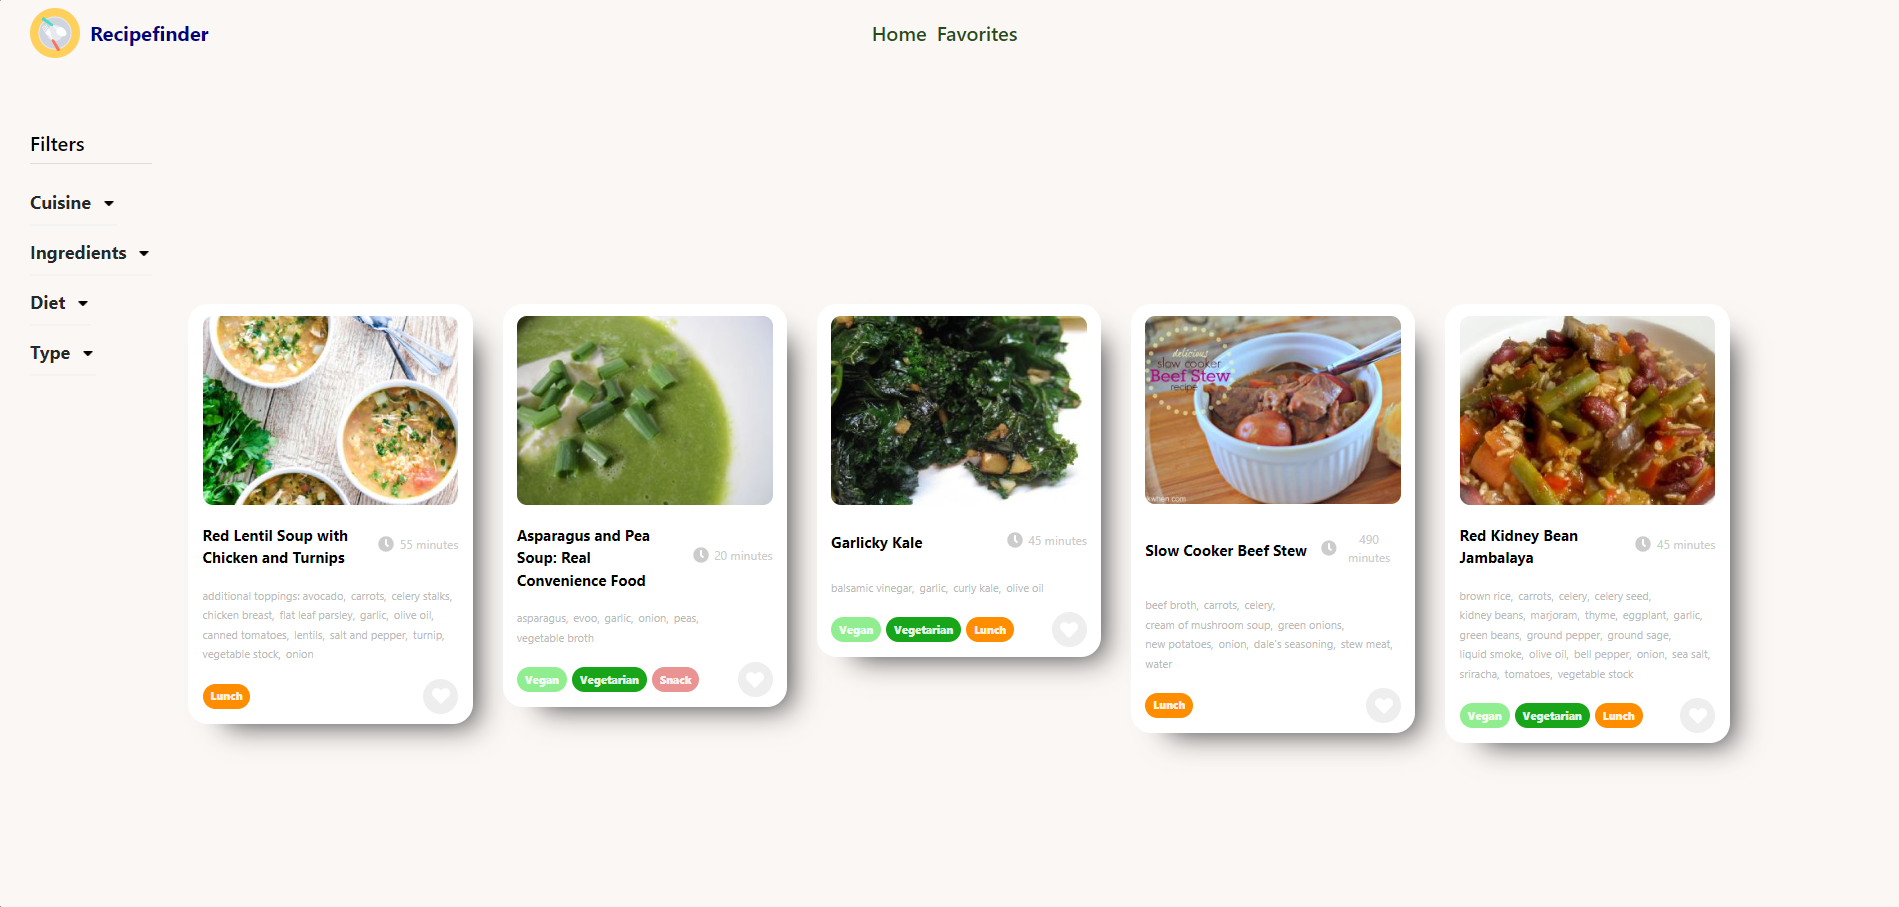 Recipefinder
Home Favorites
Filters
Cuisine
Ingredients
Diet
Type
Red Lentil Soup with
Chicken and Turnips
55 minutes
additional toppings: avocado, carrots, celery stalks,
chicken breast, flat leaf parsley, garlic, olive oil,
canned tomatoes, lentils, salt and pepper, turnip,
vegetable stock, onion
Lunch
Asparagus and Pea
Soup: Real
Convenience Food
20 minutes
asparagus, evoo, garlic, onion, peas,
vegetable broth
Vegan Vegetarian Snack
Garlicky Kale
45 minutes
balsamic vinegar, garlic, curly kale, olive oil
Vegan Vegetarian Lunch
delicious
slow cooker
Beef Stew
recipe
kwhen.com
Slow Cooker Beef Stew
490
minutes
beef broth, carrots, celery,
cream of mushroom soup, green onions,
new potatoes, onion, dale's seasoning, stew meat,
water
Lunch
Red Kidney Bean
Jambalaya
45 minutes
brown rice, carrots, celery, celery seed,
kidney beans, marjoram, thyme, eggplant, garlic,
green beans, ground pepper, ground sage,
liquid smoke, olive oil, bell pepper, onion, sea salt,
sriracha, tomatoes, vegetable stock
Vegan Vegetarian Lunch